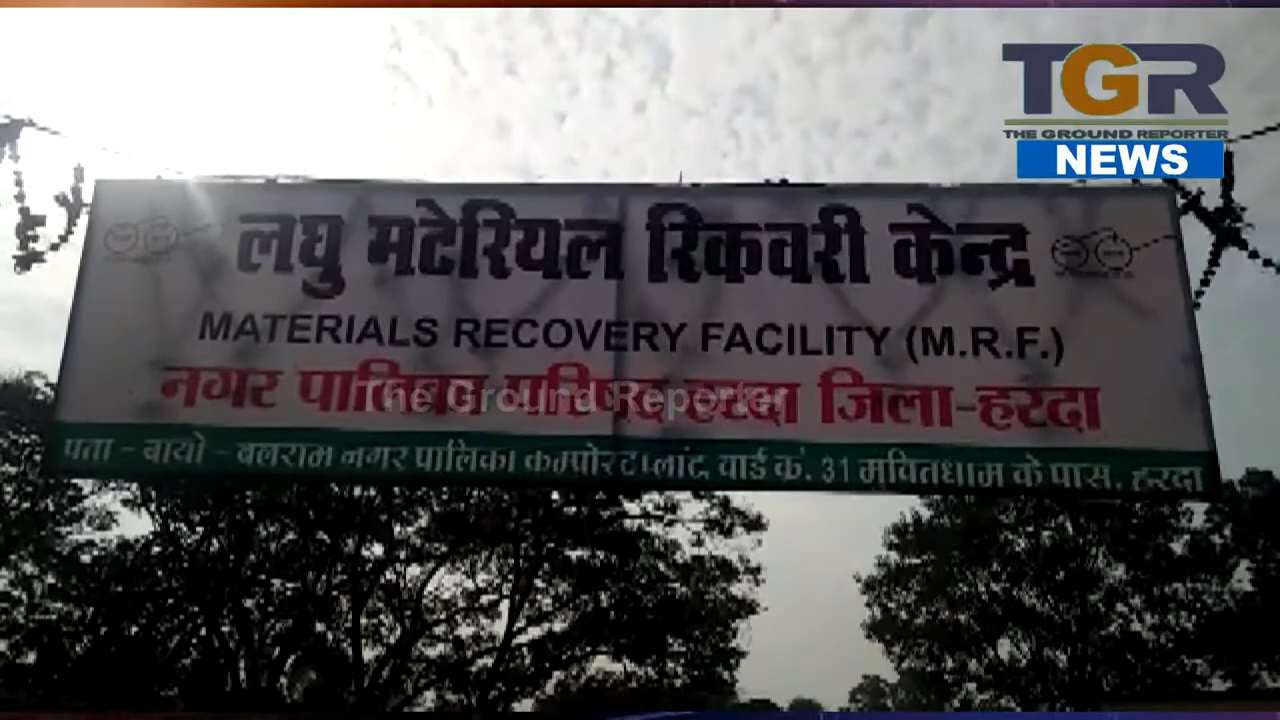 TGR
THE GROUND REPORTER
NEWS
लघु मटेरियल रिकवरी केन्द्र
MATERIALS RECOVERY FACILITY (M.R.F.)
नगर पालिका परिषद हरदा जिला-हरदा
The Ground Reporter
पता - बायो - बलराम नगर पालिका कम्पोस्ट प्लांट, वार्ड क्रं. 31 मुक्तिधाम के पास, हरदा